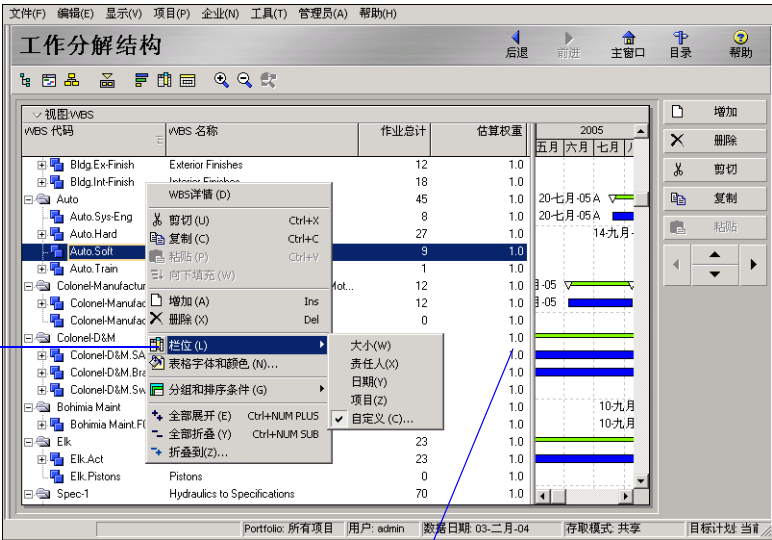 文件(F) 编辑(E) 显示(V) 项目(P) 企业(N) 工具(T) 管理员(A) 帮助(H)
工作分解结构
后退 前进 主窗口 目录 帮助
视图:WBS
WBS 代码 WBS 名称 作业总计 估算权重 2005
五月 六月 七月
Bldg.Ex-Finish Exterior Finishes 12 1.0
Bldg.Int-Finish Interior Finishes 18 1.0
Auto 45 1.0 20-七月-05 A
Auto.Sys-Eng 8 1.0 20-七月-05 A
Auto.Hard 27 1.0 14-九月-
Auto.Soft 9 1.0
Auto.Train 1 1.0
Colonel-Manufactur Mot... 12 1.0 -05
Colonel-Manufac 12 1.0 -05
Colonel-Manufac 0 1.0
Colonel-D&M 1.0
Colonel-D&M.SA 1.0
Colonel-D&M.Bra 1.0
Colonel-D&M.Sw 1.0
Bohimia Maint 1.0 10-九月
Bohimia Maint.F 1.0 10-九月
Elk 23 1.0
Elk.Act 23 1.0
Elk.Pistons Pistons 0 1.0
Spec-1 Hydraulics to Specifications 70 1.0
WBS详情 (D)
剪切 (U) Ctrl+X
复制 (C) Ctrl+C
粘贴 (P) Ctrl+V
向下填充 (W)
增加 (A) Ins
删除 (X) Del
栏位 (L)
表格字体和颜色 (N)...
分组和排序条件 (G)
全部展开 (E) Ctrl+NUM PLUS
全部折叠 (Y) Ctrl+NUM SUB
折叠到(Z)...
大小(W)
责任人(X)
日期(Y)
项目(Z)
自定义 (C)...
增加
删除
剪切
复制
粘贴
Portfolio: 所有项目 用户: admin 数据日期: 03-二月-04 存取模式: 共享 目标计划: 当前